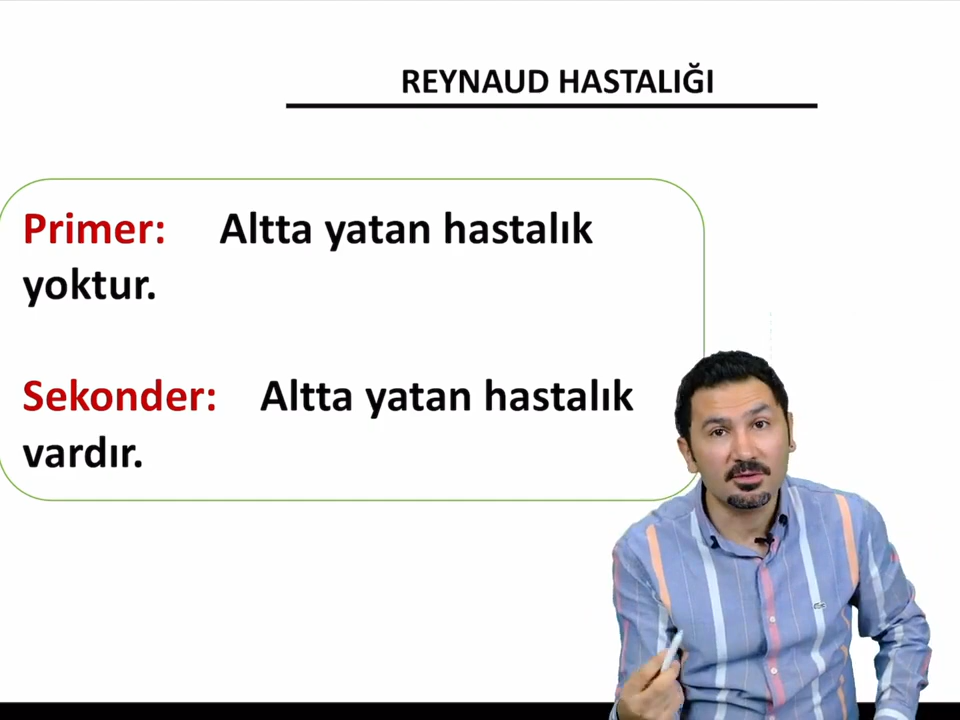 REYNAUD HASTALIĞI
Primer: Altta yatan hastalık
yoktur.
Sekonder: Altta yatan hastalık
vardır.